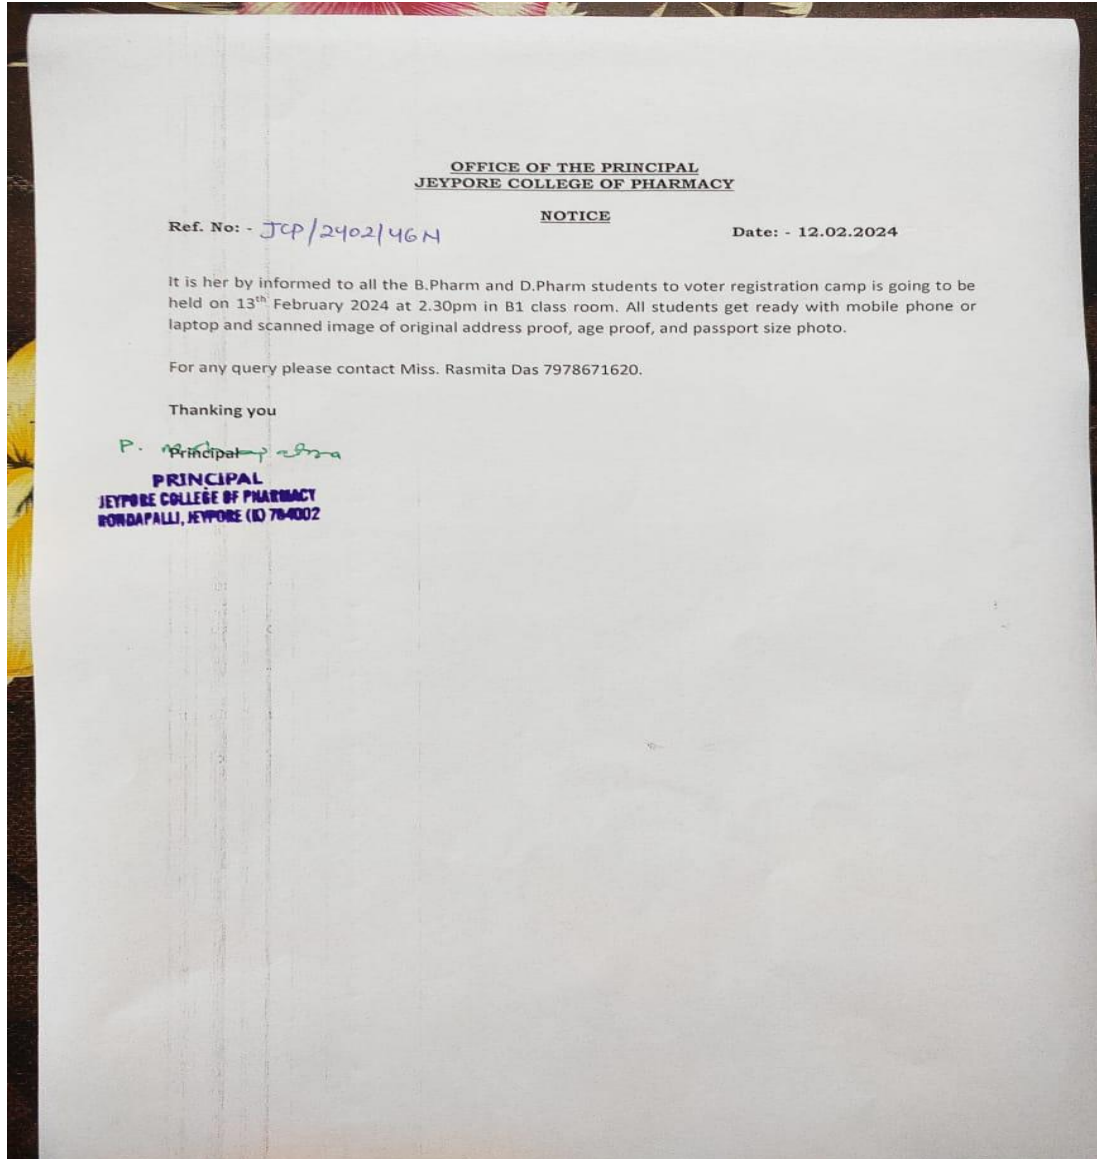 OFFICE OF THE PRINCIPAL
JEYPORE COLLEGE OF PHARMACY
NOTICE
Ref. No: - JCP/2402/46N
Date: - 12.02.2024
It is her by informed to all the B.Pharm and D.Pharm students to voter registration camp is going to be
held on 13th February 2024 at 2.30pm in B1 class room. All students get ready with mobile phone or
laptop and scanned image of original address proof, age proof, and passport size photo.
For any query please contact Miss. Rasmita Das 7978671620.
Thanking you
P.
Principal
PRINCIPAL
JEYPORE COLLEGE OF PHARMACY
RONDAPALLI, JEYPORE (K) 764002